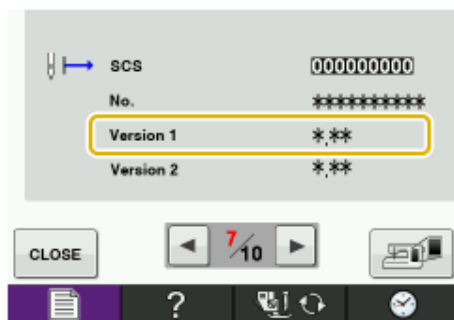 SCS 000000000
No. **********
Version 1 *.**
Version 2 *.**
CLOSE 7/10
?